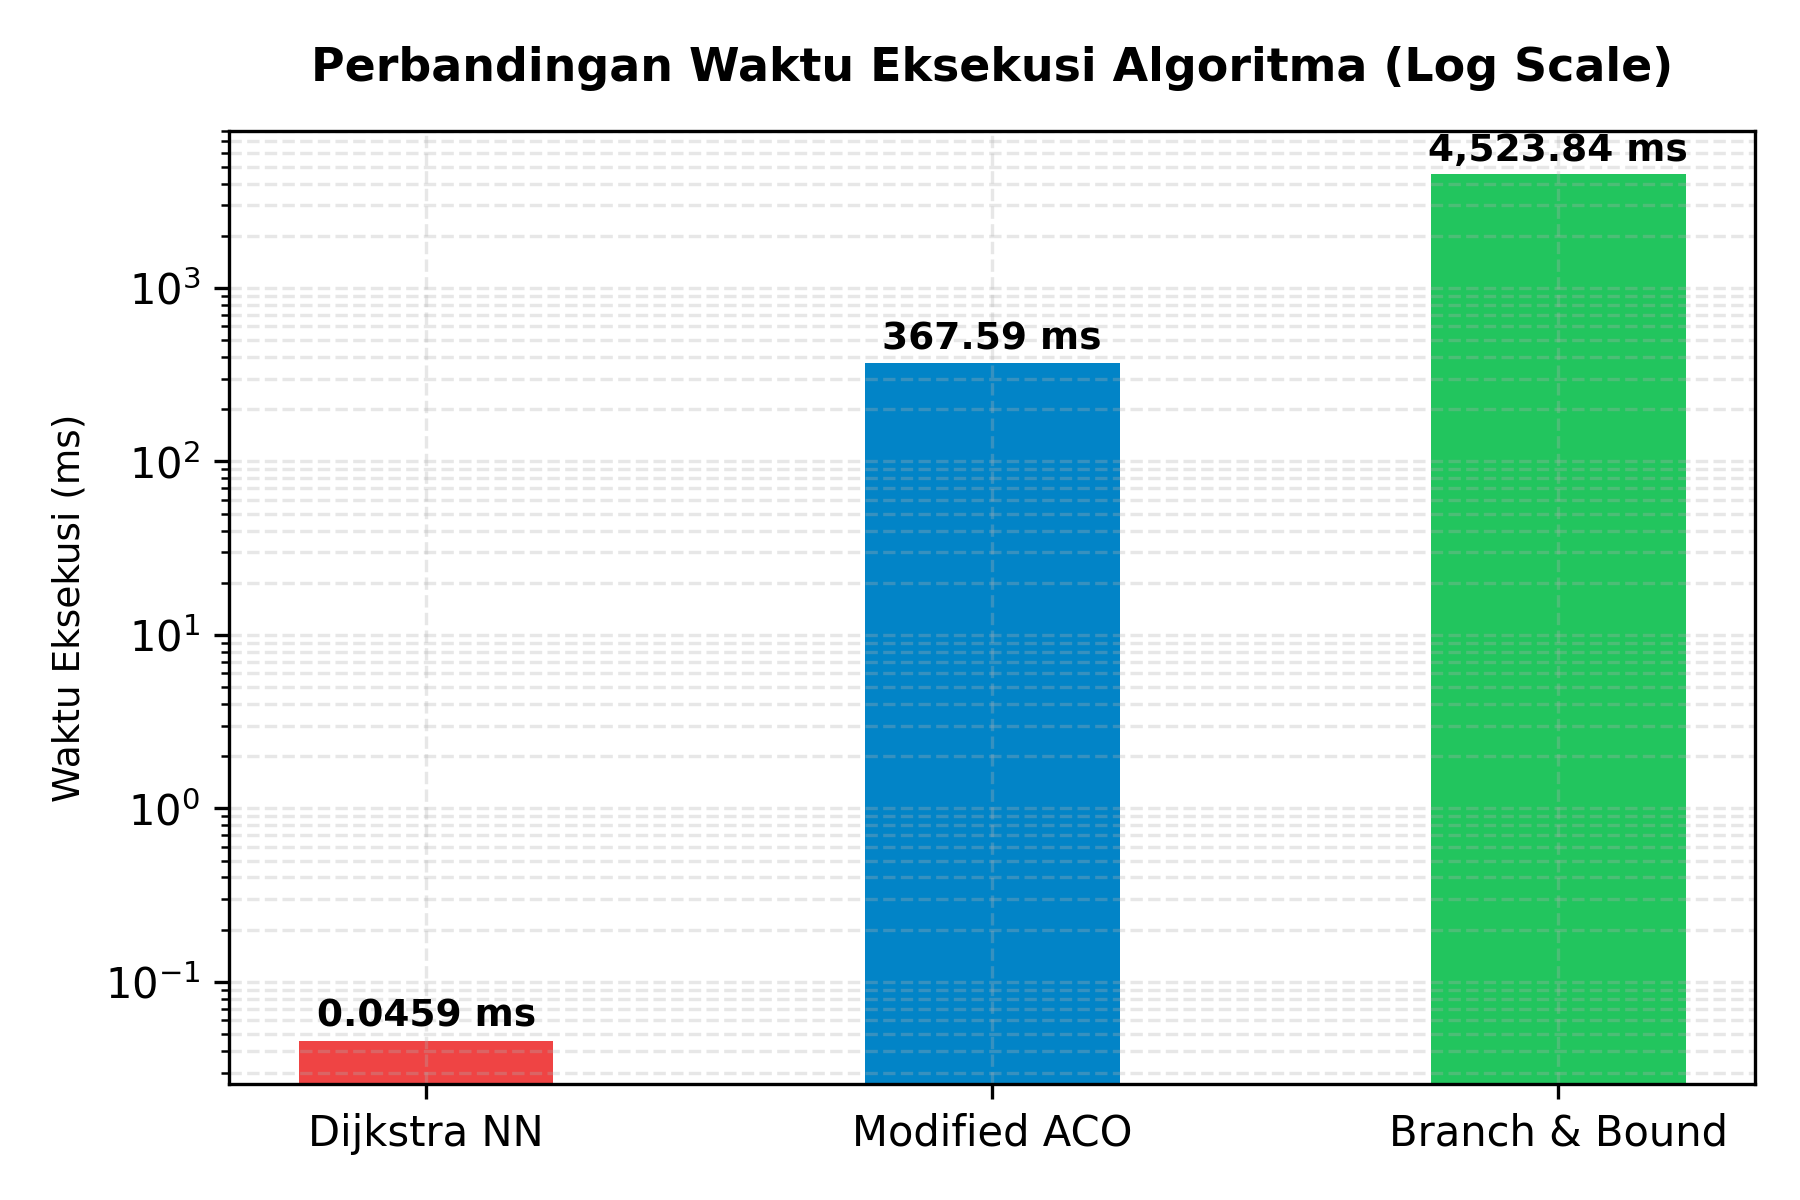 Perbandingan Waktu Eksekusi Algoritma (Log Scale)
4,523.84 ms
10³
367.59 ms
10²
Waktu Eksekusi (ms)
10¹
10⁰
10⁻¹
0.0459 ms
Dijkstra NN
Modified ACO
Branch & Bound